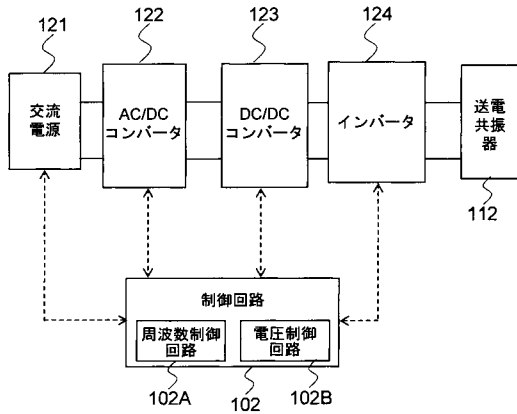 121
122
123
124
交流
電源
AC/DC
コンバータ
DC/DC
コンバータ
インバータ
送電
共振
器
112
制御回路
周波数制御
回路
電圧制御
回路
102A
102
102B